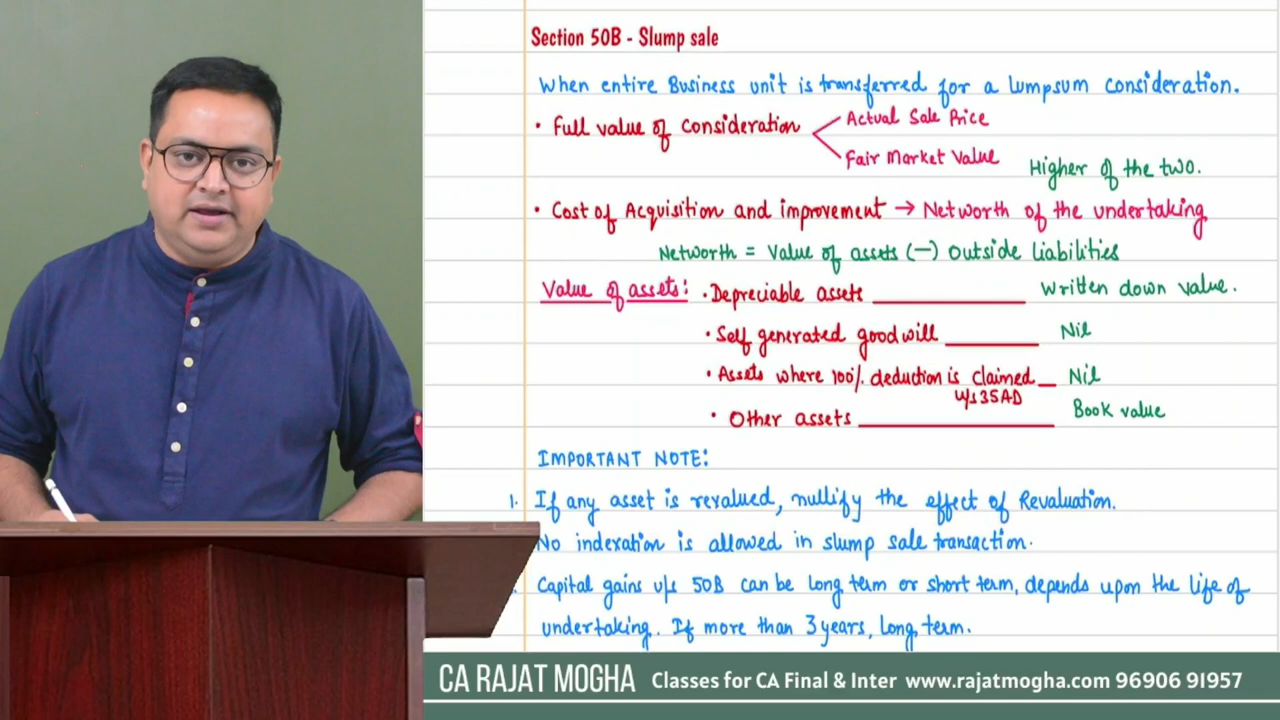 Section 50B - Slump sale
When entire Business unit is transferred for a lumpsum consideration.
• Full value of consideration
Actual Sale Price
Fair Market Value
Higher of the two.
• Cost of Acquisition and improvement → Networth of the undertaking
Networth = Value of assets (−) Outside liabilities
Value of assets: • Depreciable assets ____ Written down value.
• Self generated goodwill ____ Nil
• Assets where 100% deduction is claimed u/s 35AD __ Nil
• Other assets ____ Book value
IMPORTANT NOTE:
1. If any asset is revalued, nullify the effect of Revaluation.
No indexation is allowed in slump sale transaction.
Capital gains u/s 50B can be long term or short term, depends upon the life of
undertaking. If more than 3 years, long term.
CA RAJAT MOGHA Classes for CA Final & Inter www.rajatmogha.com 96906 91957